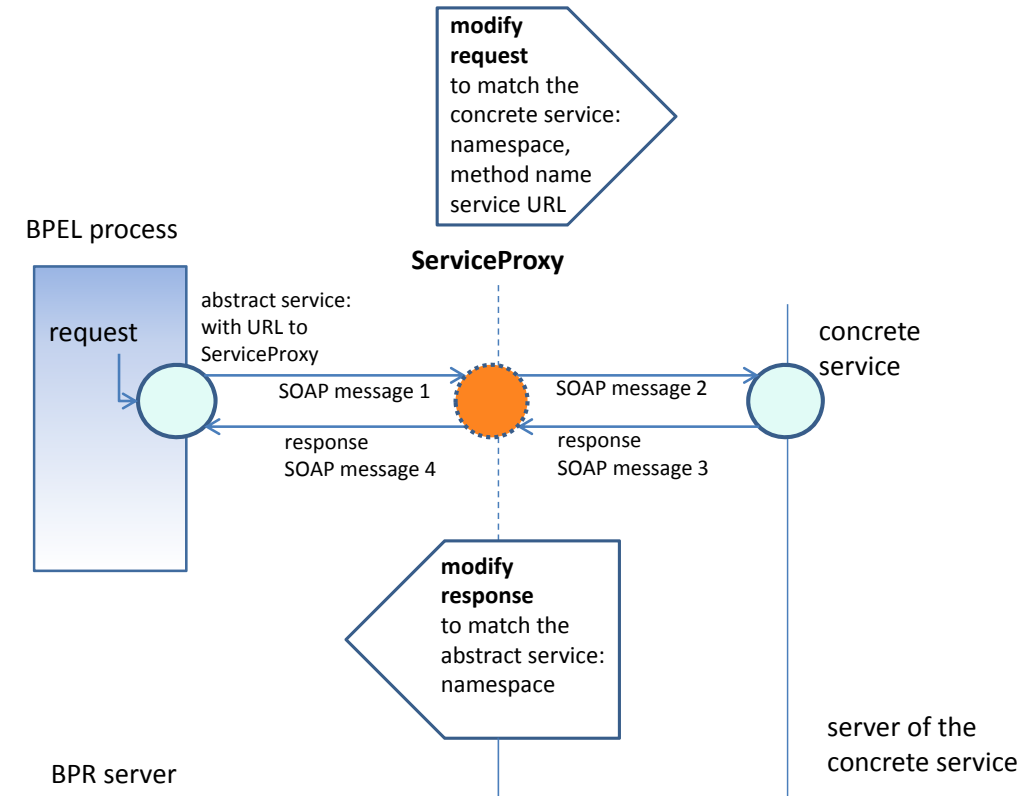 modify
request
to match the
concrete service:
namespace,
method name
service URL
BPEL process
ServiceProxy
abstract service:
with URL to
ServiceProxy
request
concrete
service
SOAP message 1
SOAP message 2
response
SOAP message 4
response
SOAP message 3
modify
response
to match the
abstract service:
namespace
server of the
concrete service
BPR server